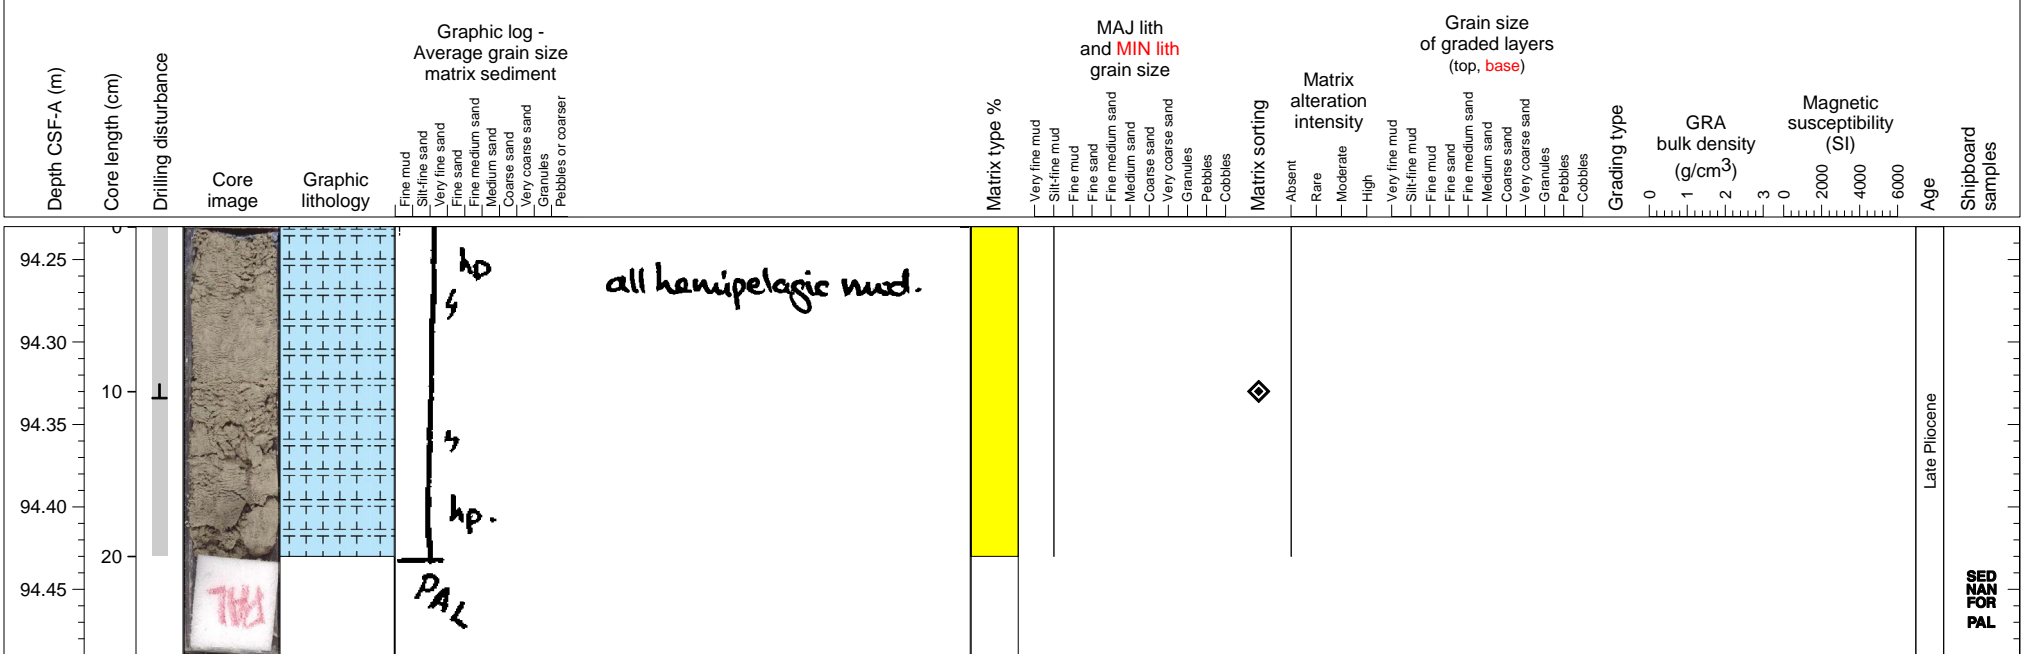 Depth CSF-A (m)
Core length (cm)
Drilling disturbance
Core
image
Graphic
lithology
Graphic log -
Average grain size
matrix sediment
Fine mud
Silt-fine sand
Very fine sand
Fine sand
Fine medium sand
Medium sand
Coarse sand
Very coarse sand
Granules
Pebbles or coarser
Matrix type %
MAJ lith
and MIN lith
grain size
Very fine mud
Silt-fine mud
Fine mud
Fine sand
Fine medium sand
Medium sand
Coarse sand
Very coarse sand
Granules
Pebbles
Cobbles
Matrix sorting
Matrix
alteration
intensity
Absent
Rare
Moderate
High
Grain size
of graded layers
(top, base)
Very fine mud
Silt-fine mud
Fine mud
Fine sand
Fine medium sand
Medium sand
Coarse sand
Very coarse sand
Granules
Pebbles
Cobbles
Grading type
GRA
bulk density
(g/cm3)
0 1 2 3
Magnetic
susceptibility
(SI)
0 2000 4000 6000
Age
Shipboard
samples
0
94.25
94.30
10
94.35
94.40
20
94.45
hp
all hemipelagic mud.
hp.
PAL
PAL
Late Pliocene
SED
NAN
FOR
PAL